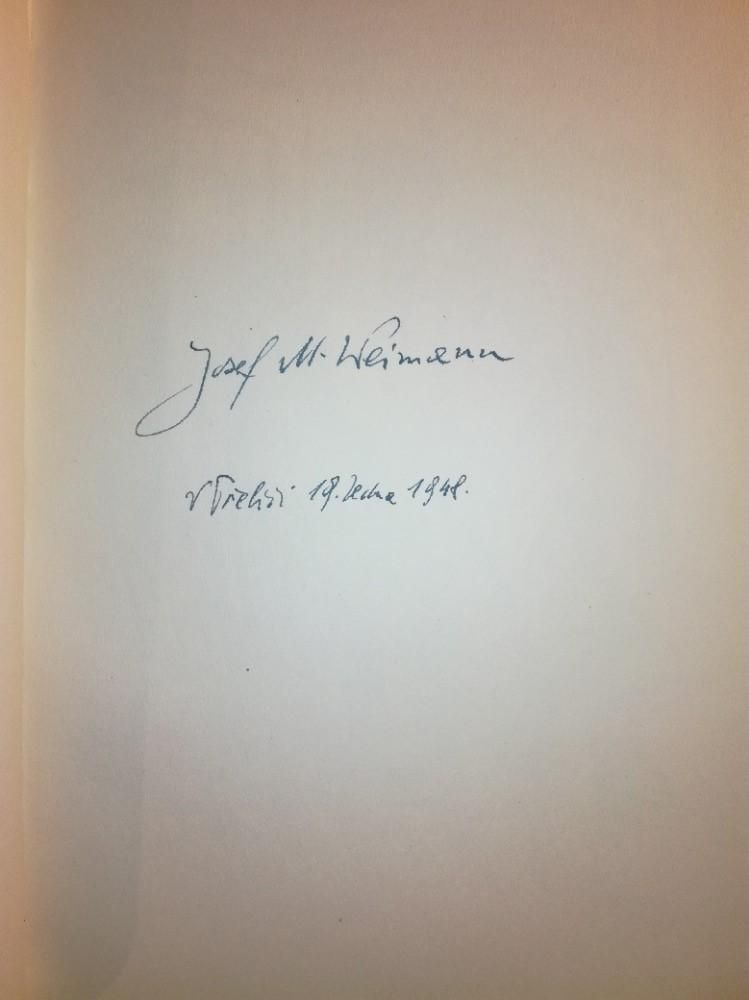 Josef M. Weimann
v Třebíči 19. ledna 1948.